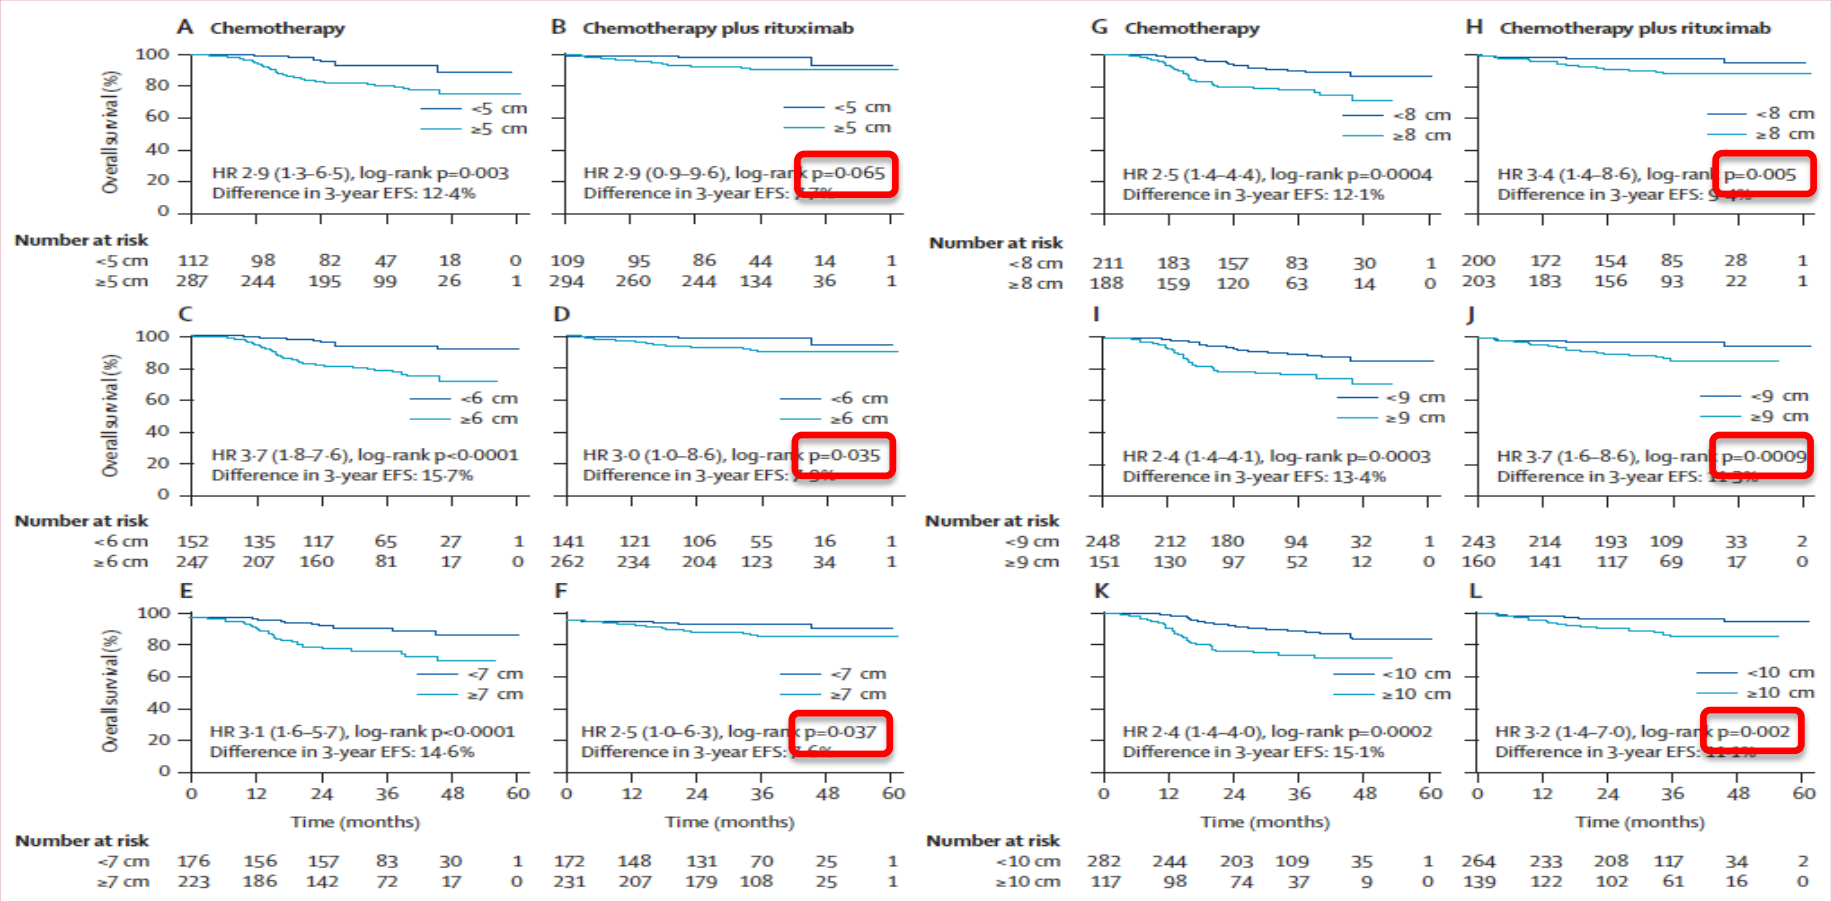 A Chemotherapy
B Chemotherapy plus rituximab
G Chemotherapy
H Chemotherapy plus rituximab
Overall survival (%)
100
80
60
40
20
0
<5 cm
≥5 cm
HR 2·9 (1·3–6·5), log-rank p=0·003
Difference in 3-year EFS: 12·4%
<5 cm
≥5 cm
HR 2·9 (0·9–9·6), log-rank p=0·065
Difference in 3-year EFS: 7·7%
<8 cm
≥8 cm
HR 2·5 (1·4–4·4), log-rank p=0·0004
Difference in 3-year EFS: 12·1%
<8 cm
≥8 cm
HR 3·4 (1·4–8·6), log-rank p=0·005
Difference in 3-year EFS: 9·4%
Number at risk
<5 cm 112 98 82 47 18 0 109 95 86 44 14 1
≥5 cm 287 244 195 99 26 1 294 260 244 134 36 1
Number at risk
<8 cm 211 183 157 83 30 1 200 172 154 85 28 1
≥8 cm 188 159 120 63 14 0 203 183 156 93 22 1
C
D
I
J
Overall survival (%)
100
80
60
40
20
0
<6 cm
≥6 cm
HR 3·7 (1·8–7·6), log-rank p<0·0001
Difference in 3-year EFS: 15·7%
<6 cm
≥6 cm
HR 3·0 (1·0–8·6), log-rank p=0·035
Difference in 3-year EFS: 7·9%
<9 cm
≥9 cm
HR 2·4 (1·4–4·1), log-rank p=0·0003
Difference in 3-year EFS: 13·4%
<9 cm
≥9 cm
HR 3·7 (1·6–8·6), log-rank p=0·0009
Difference in 3-year EFS: 11·3%
Number at risk
<6 cm 152 135 117 65 27 1 141 121 106 55 16 1
≥6 cm 247 207 160 81 17 0 262 234 204 123 34 1
Number at risk
<9 cm 248 212 180 94 32 1 243 214 193 109 33 2
≥9 cm 151 130 97 52 12 0 160 141 117 69 17 0
E
F
K
L
Overall survival (%)
100
80
60
40
20
0
<7 cm
≥7 cm
HR 3·1 (1·6–5·7), log-rank p<0·0001
Difference in 3-year EFS: 14·6%
<7 cm
≥7 cm
HR 2·5 (1·0–6·3), log-rank p=0·037
Difference in 3-year EFS: 7·6%
<10 cm
≥10 cm
HR 2·4 (1·4–4·0), log-rank p=0·0002
Difference in 3-year EFS: 15·1%
<10 cm
≥10 cm
HR 3·2 (1·4–7·0), log-rank p=0·002
Difference in 3-year EFS: 11·1%
0 12 24 36 48 60
0 12 24 36 48 60
0 12 24 36 48 60
0 12 24 36 48 60
Time (months)
Time (months)
Time (months)
Time (months)
Number at risk
<7 cm 176 156 157 83 30 1 172 148 131 70 25 1
≥7 cm 223 186 142 72 17 0 231 207 179 108 25 1
Number at risk
<10 cm 282 244 203 109 35 1 264 233 208 117 34 2
≥10 cm 117 98 74 37 9 0 139 122 102 61 16 0